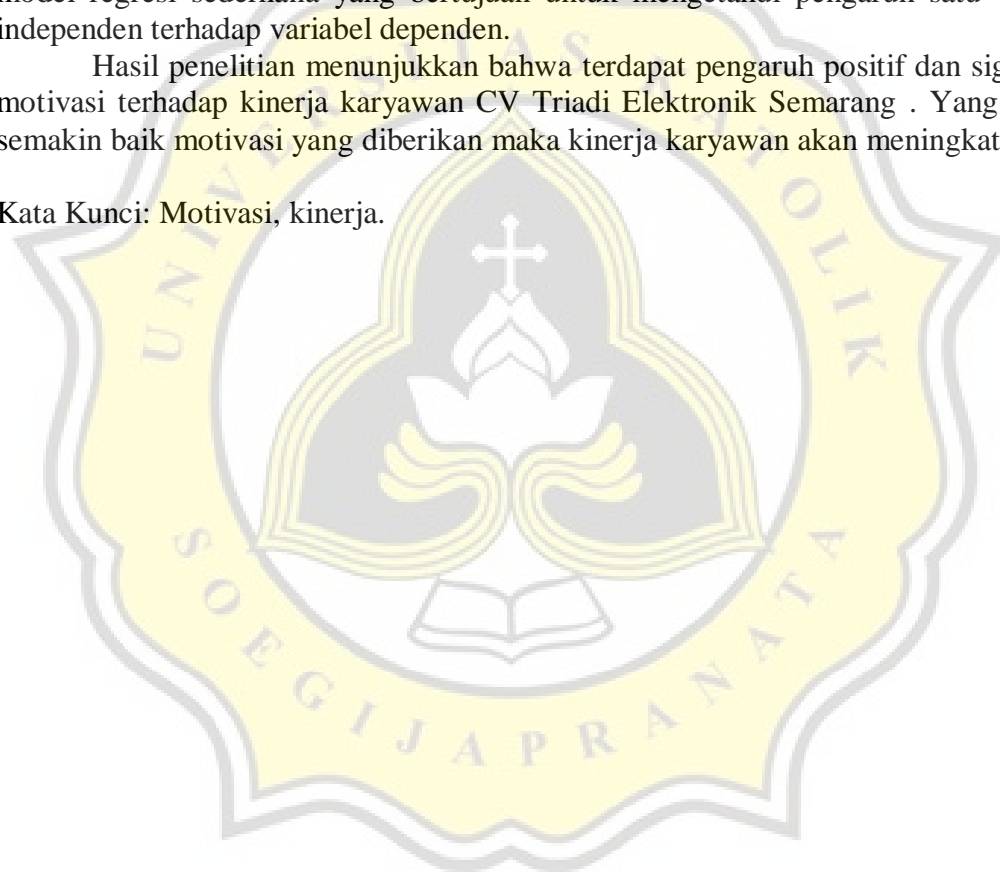 model regresi sederhana yang bertujuan untuk mengetahui pengaruh satu
independen terhadap variabel dependen.
Hasil penelitian menunjukkan bahwa terdapat pengaruh positif dan
motivasi terhadap kinerja karyawan CV Triadi Elektronik Semarang . Yang
semakin baik motivasi yang diberikan maka kinerja karyawan akan meningkat
Kata Kunci: Motivasi, kinerja.
UNIVERSITAS KATOLIK
SOEGIJAPRANATA